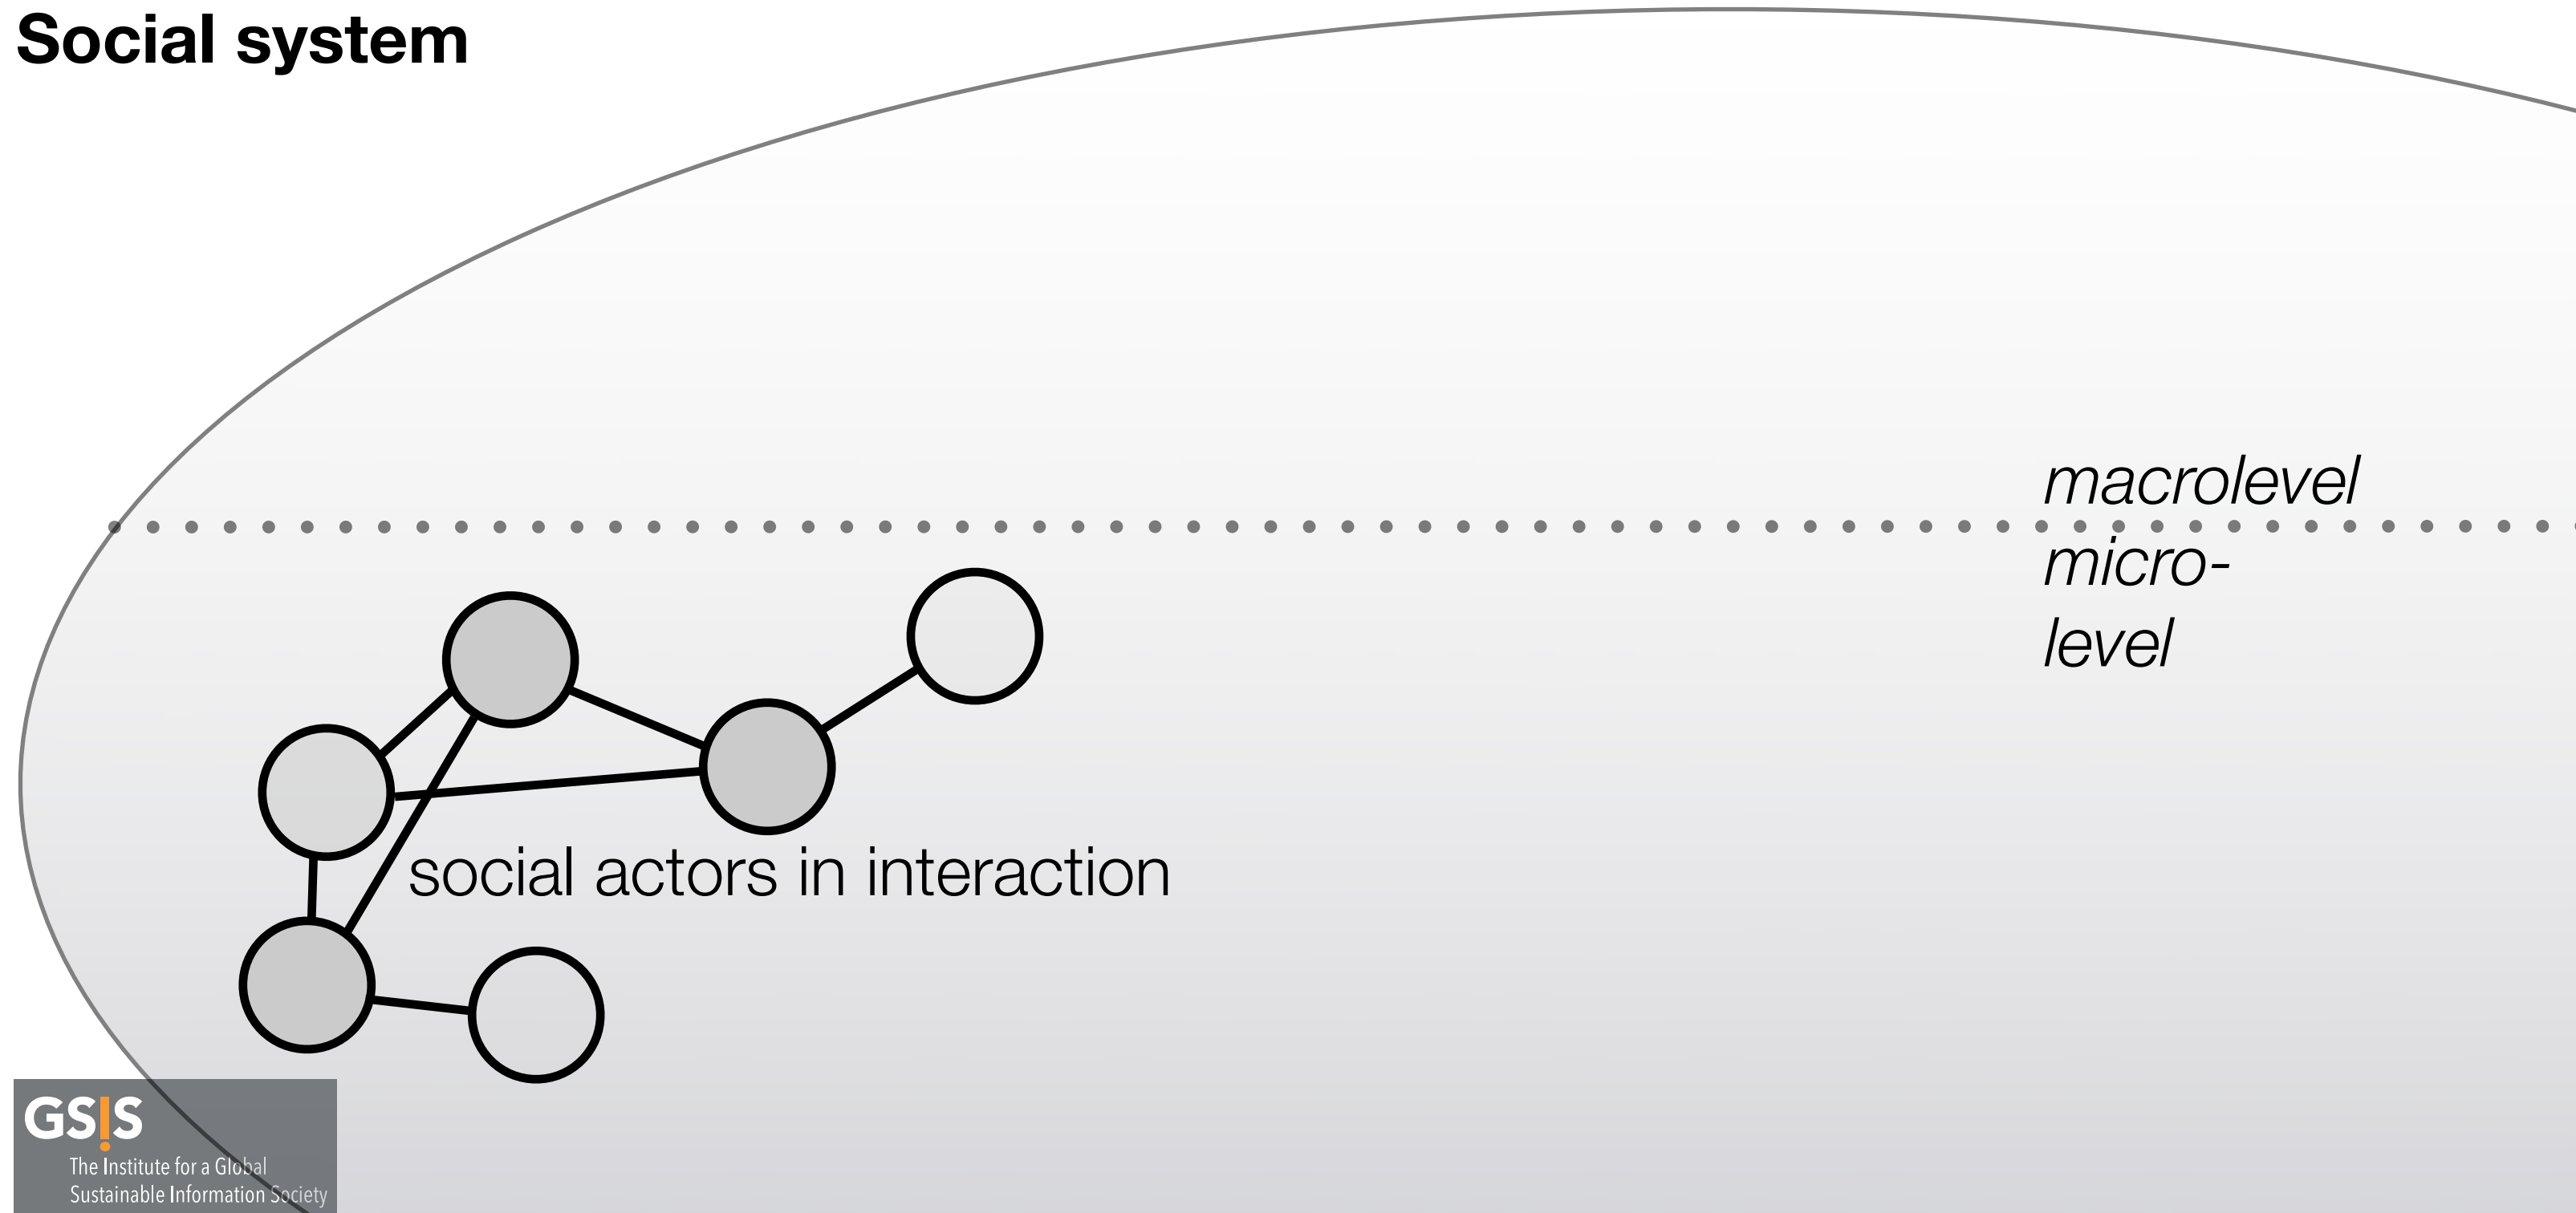 Social system
macrolevel
micro-
level
social actors in interaction
GS!S
The Institute for a Global
Sustainable Information Society